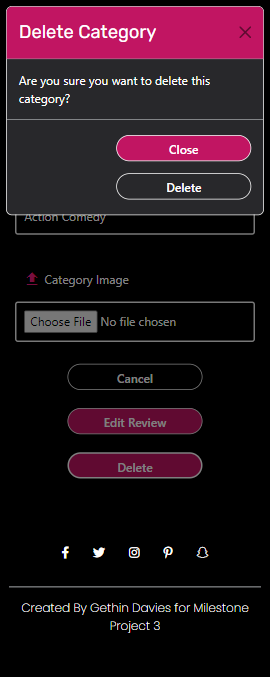 Delete Category
Are you sure you want to delete this
category?
Close
Delete
Action Comedy
Category Image
Choose File No file chosen
Cancel
Edit Review
Delete
Created By Gethin Davies for Milestone
Project 3